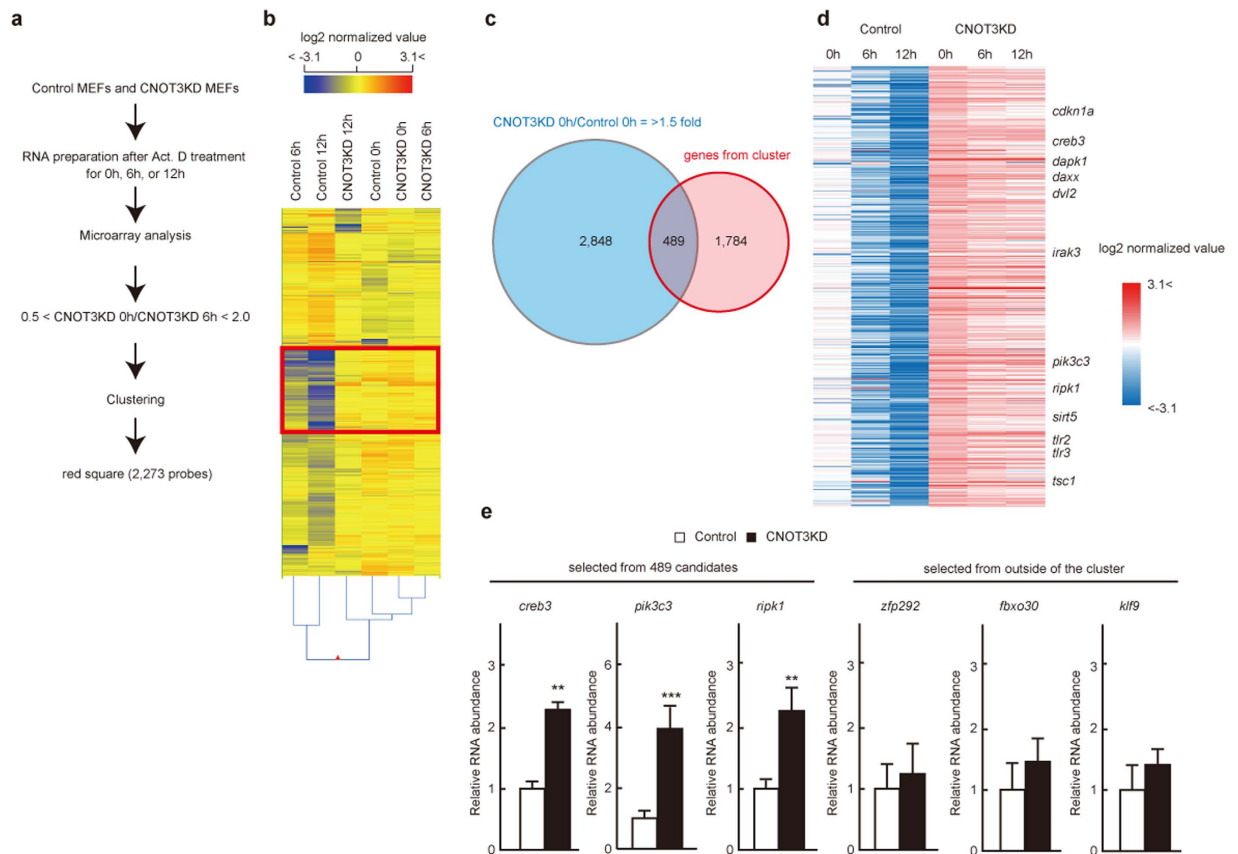 a
Control MEFs and CNOT3KD MEFs
RNA preparation after Act. D treatment
for 0h, 6h, or 12h
Microarray analysis
0.5 < CNOT3KD 0h/CNOT3KD 6h < 2.0
Clustering
red square (2,273 probes)
b
log2 normalized value
< -3.1 0 3.1<
Control 6h
Control 12h
CNOT3KD 12h
Control 0h
CNOT3KD 0h
CNOT3KD 6h
c
CNOT3KD 0h/Control 0h = >1.5 fold
genes from cluster
2,848 489 1,784
d
Control CNOT3KD
0h 6h 12h 0h 6h 12h
cdkn1a
creb3
dapk1
daxx
dvl2
irak3
pik3c3
ripk1
sirt5
tlr2
tlr3
tsc1
log2 normalized value
3.1<
<-3.1
e
Control CNOT3KD
selected from 489 candidates
selected from outside of the cluster
creb3
Relative RNA abundance
3
2
1
0
**
pik3c3
Relative RNA abundance
6
4
2
0
***
ripk1
Relative RNA abundance
3
2
1
0
**
zfp292
Relative RNA abundance
3
2
1
0
fbxo30
Relative RNA abundance
3
2
1
0
klf9
Relative RNA abundance
3
2
1
0